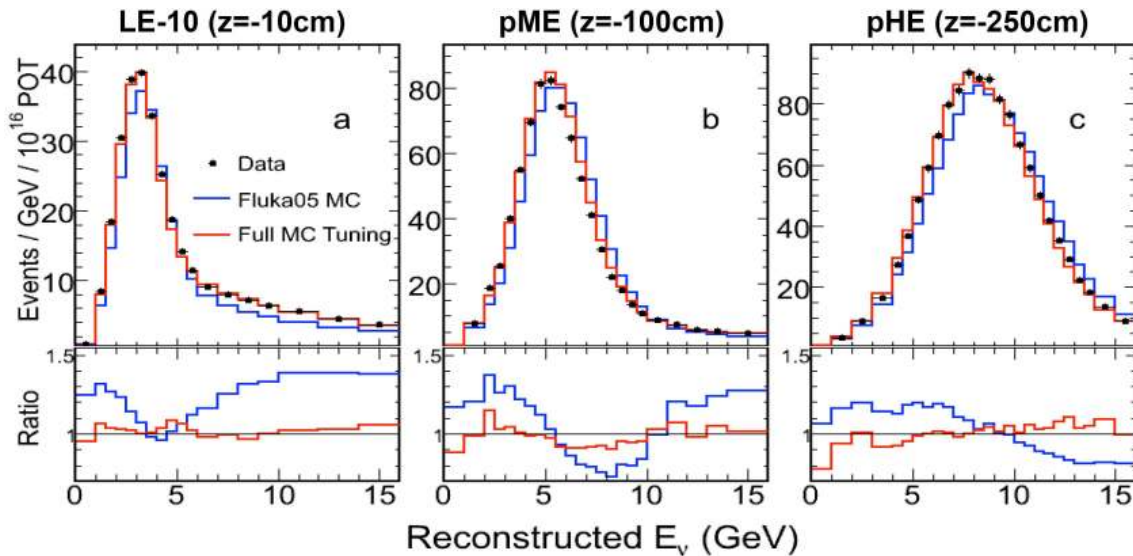 LE-10 (z=-10cm) pME (z=-100cm) pHE (z=-250cm)
Events / GeV / 10¹⁶ POT
40
30
20
10
a
Data
Fluka05 MC
Full MC Tuning
80
60
40
20
b
80
60
40
20
c
Ratio
1.5
1
1.5
1
1.5
1
0 5 10 15 0 5 10 15 0 5 10 15
Reconstructed Eᵥ (GeV)